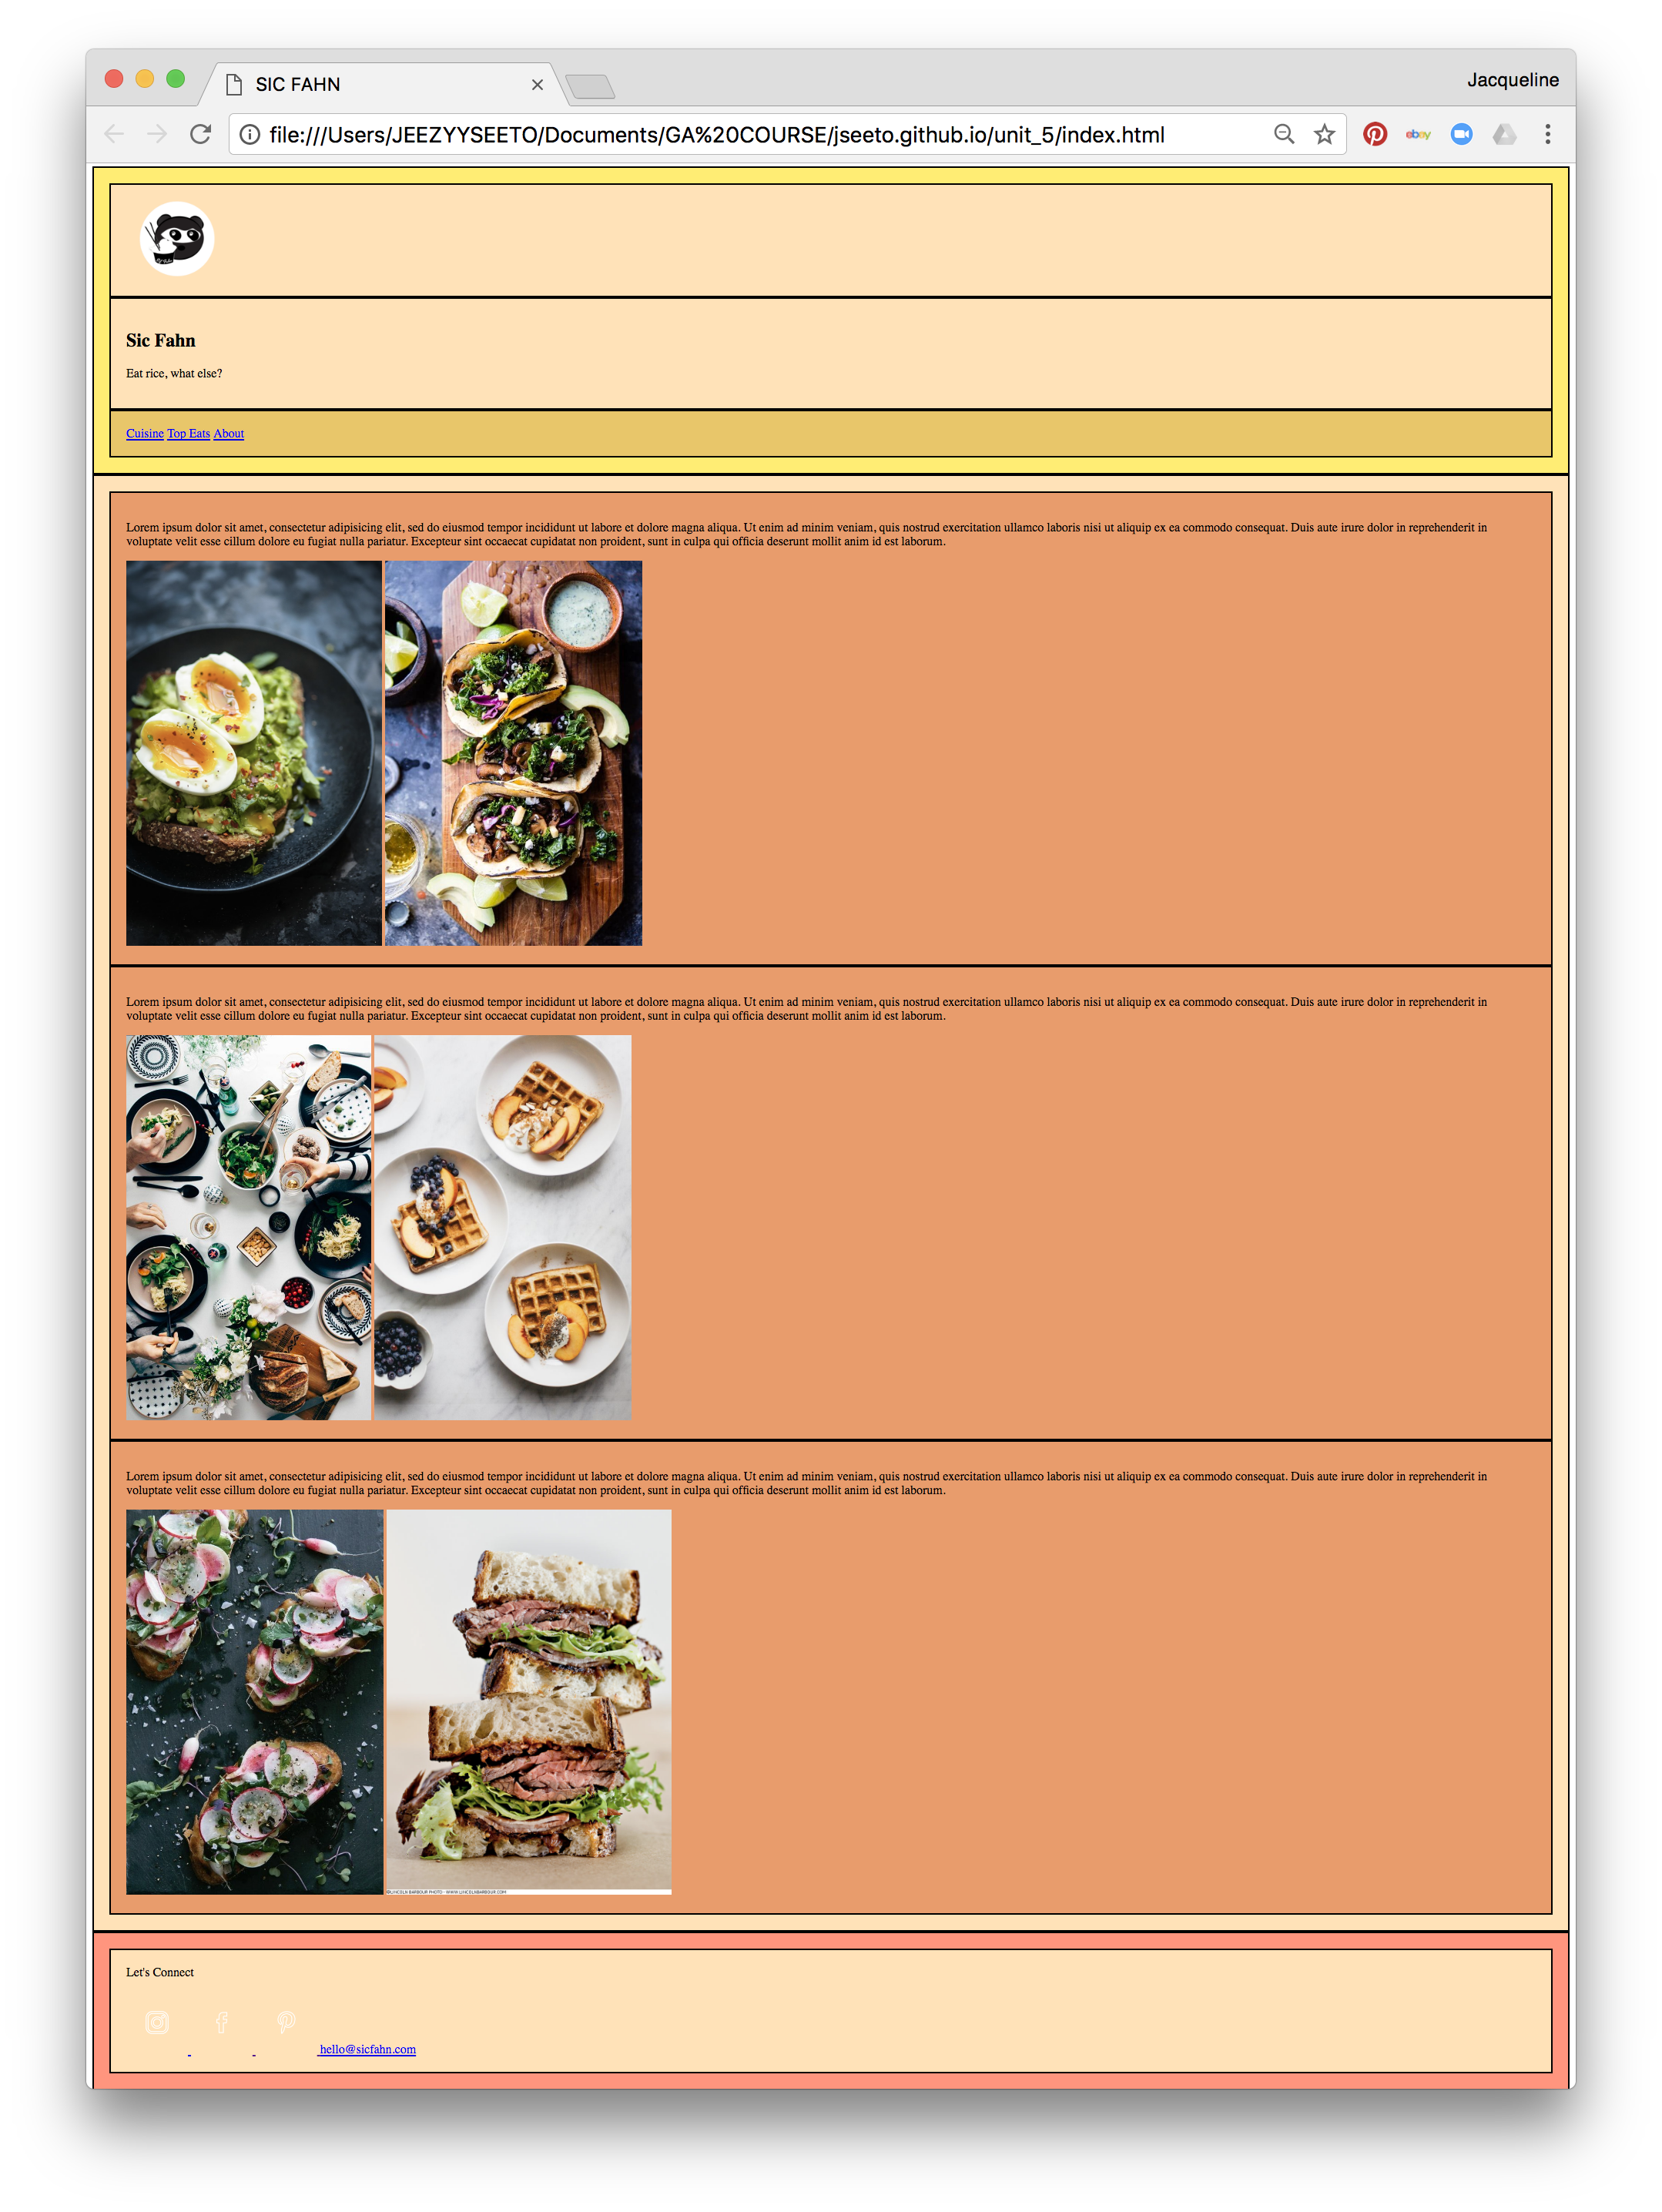 SIC FAHN
Jacqueline
file:///Users/JEEZYYSEETO/Documents/GA%20COURSE/jseeto.github.io/unit_5/index.html
ebay
Sic Fahn
Eat rice, what else?
Cuisine Top Eats About
Lorem ipsum dolor sit amet, consectetur adipisicing elit, sed do eiusmod tempor incididunt ut labore et dolore magna aliqua. Ut enim ad minim veniam, quis nostrud exercitation ullamco laboris nisi ut aliquip ex ea commodo consequat. Duis aute irure dolor in reprehenderit in
voluptate velit esse cillum dolore eu fugiat nulla pariatur. Excepteur sint occaecat cupidatat non proident, sunt in culpa qui officia deserunt mollit anim id est laborum.
Lorem ipsum dolor sit amet, consectetur adipisicing elit, sed do eiusmod tempor incididunt ut labore et dolore magna aliqua. Ut enim ad minim veniam, quis nostrud exercitation ullamco laboris nisi ut aliquip ex ea commodo consequat. Duis aute irure dolor in reprehenderit in
voluptate velit esse cillum dolore eu fugiat nulla pariatur. Excepteur sint occaecat cupidatat non proident, sunt in culpa qui officia deserunt mollit anim id est laborum.
Lorem ipsum dolor sit amet, consectetur adipisicing elit, sed do eiusmod tempor incididunt ut labore et dolore magna aliqua. Ut enim ad minim veniam, quis nostrud exercitation ullamco laboris nisi ut aliquip ex ea commodo consequat. Duis aute irure dolor in reprehenderit in
voluptate velit esse cillum dolore eu fugiat nulla pariatur. Excepteur sint occaecat cupidatat non proident, sunt in culpa qui officia deserunt mollit anim id est laborum.
©LINCOLN BARBOUR PHOTO - WWW.LINCOLNBARBOUR.COM
Let's Connect
hello@sicfahn.com